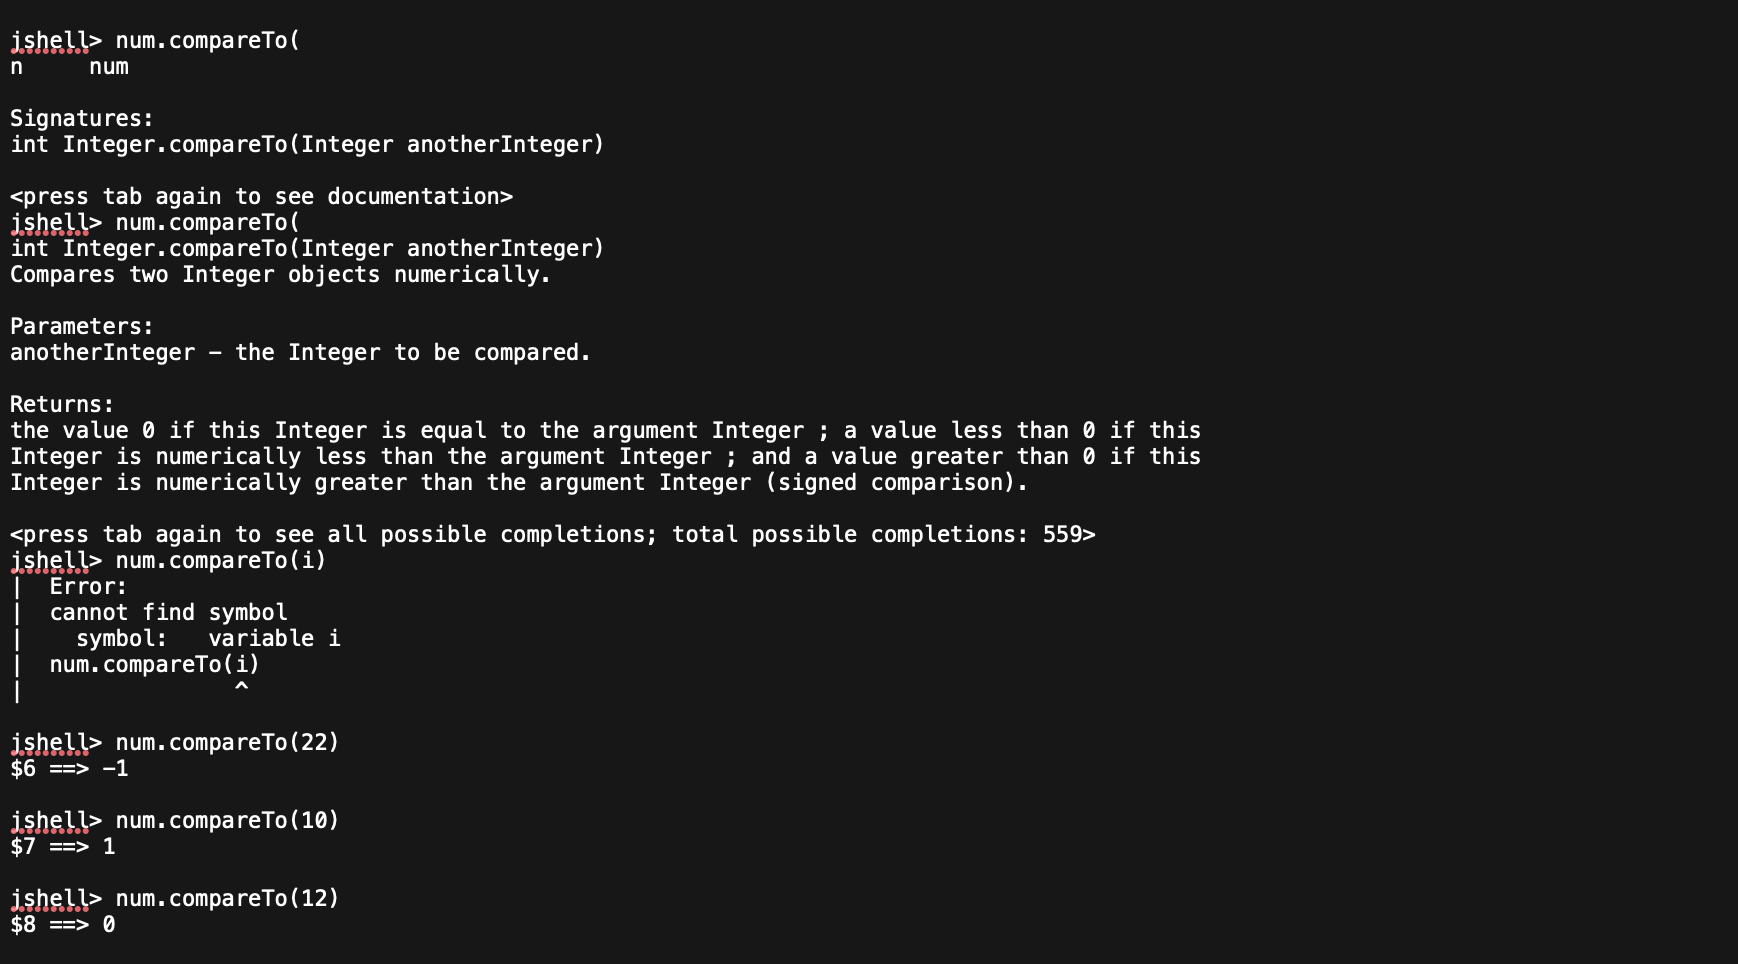 jshell> num.compareTo(
n     num
Signatures:
int Integer.compareTo(Integer anotherInteger)
<press tab again to see documentation>
jshell> num.compareTo(
int Integer.compareTo(Integer anotherInteger)
Compares two Integer objects numerically.
Parameters:
anotherInteger – the Integer to be compared.
Returns:
the value 0 if this Integer is equal to the argument Integer ; a value less than 0 if this
Integer is numerically less than the argument Integer ; and a value greater than 0 if this
Integer is numerically greater than the argument Integer (signed comparison).
<press tab again to see all possible completions; total possible completions: 559>
jshell> num.compareTo(i)
|  Error:
|  cannot find symbol
|    symbol:   variable i
|  num.compareTo(i)
|                ^
jshell> num.compareTo(22)
$6 ==> -1
jshell> num.compareTo(10)
$7 ==> 1
jshell> num.compareTo(12)
$8 ==> 0